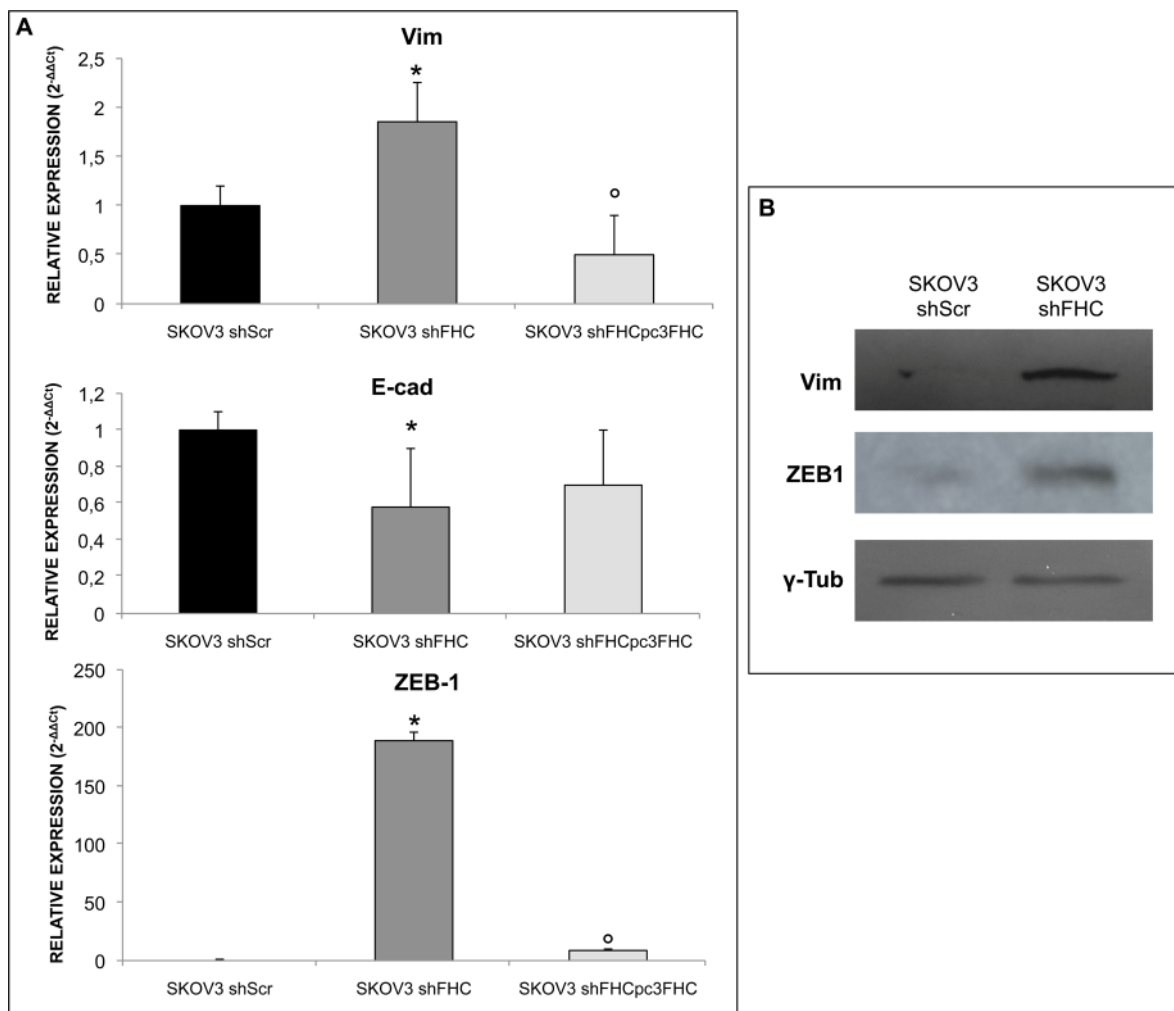 A
Vim
RELATIVE EXPRESSION (2-ΔΔCt)
2,5
2
1,5
1
0,5
0
*
°
SKOV3 shScr
SKOV3 shFHC
SKOV3 shFHCpc3FHC
E-cad
RELATIVE EXPRESSION (2-ΔΔCt)
1,2
1
0,8
0,6
0,4
0,2
0
*
SKOV3 shScr
SKOV3 shFHC
SKOV3 shFHCpc3FHC
ZEB-1
RELATIVE EXPRESSION (2-ΔΔCt)
250
200
150
100
50
0
*
°
SKOV3 shScr
SKOV3 shFHC
SKOV3 shFHCpc3FHC
B
SKOV3
shScr
SKOV3
shFHC
Vim
ZEB1
γ-Tub